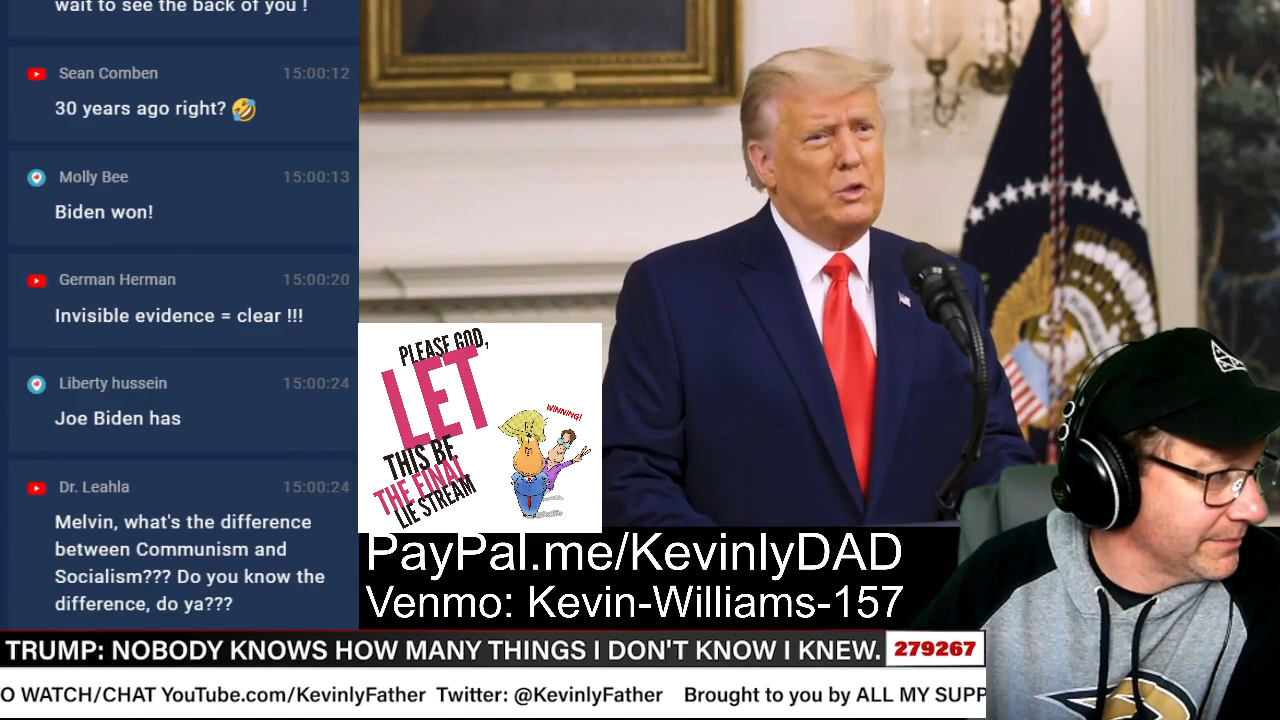 wait to see the back of you !
Sean Comben 15:00:12
30 years ago right? 🤣
Molly Bee 15:00:13
Biden won!
German Herman 15:00:20
Invisible evidence = clear !!!
Liberty hussein 15:00:24
Joe Biden has
Dr. Leahla 15:00:24
Melvin, what's the difference
between Communism and
Socialism??? Do you know the
difference, do ya???
PLEASE GOD,
LET
THIS BE
THE FINAL
LIE STREAM
WINNING!
PayPal.me/KevinlyDAD
Venmo: Kevin-Williams-157
TRUMP: NOBODY KNOWS HOW MANY THINGS I DON'T KNOW I KNEW. 279267
O WATCH/CHAT YouTube.com/KevinlyFather Twitter: @KevinlyFather Brought to you by ALL MY SUPP